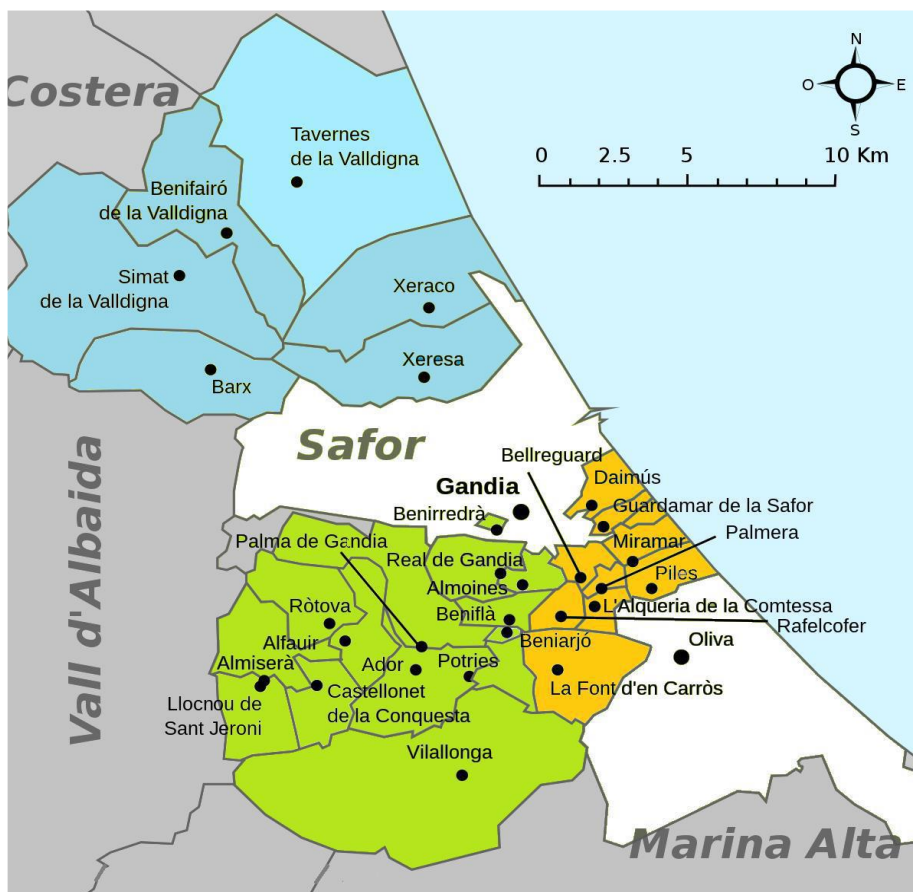 N
O
E
S
0
2.5
5
10 Km
Costera
Tavernes
de la Valldigna
Benifairó
de la Valldigna
Simat
de la Valldigna
Xeraco
Xeresa
Barx
Safor
Vall d'Albaida
Bellreguard
Daimús
Gandia
Guardamar de la Safor
Benirredrà
Palmera
Palma de Gandia
Miramar
Real de Gandia
Piles
Almoines
L'Alqueria de la Comtessa
Ròtova
Beniflà
Rafelcofer
Alfauir
Beniarjó
Oliva
Almiserà
Ador
Potries
La Font d'en Carròs
Llocnou de
Sant Jeroni
Castellonet
de la Conquesta
Vilallonga
Marina Alta